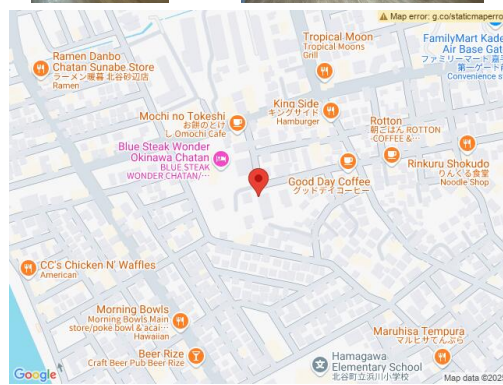 Map error: g.co/staticmaperro
Ramen Danbo
Chatan Sunabe Store
ラーメン暖暮 北谷砂辺店
Ramen
Tropical Moon
Tropical Moons
Grill
FamilyMart Kade
Air Base Gate
ファミリーマート 嘉手
第一ゲート
Convenience s
Mochi no Tokeshi
お餅のとけ
し Omochi Cafe
King Side
キングサイド
Hamburger
Rotton
朝ごはん ROTTON
-COFFEE &…
Blue Steak Wonder
Okinawa Chatan
BLUE STEAK
WONDER CHATAN/…
Good Day Coffee
グッドデイコーヒー
Rinkuru Shokudo
りんくる食堂
Noodle Shop
CC's Chicken N' Waffles
American
Morning Bowls
Morning Bowls Main
store/poke bowl & acai…
Hawaiian
Beer Rize
Craft Beer Pub Beer Rize
Maruhisa Tempura
マルヒサてんぷら
Hamagawa
Elementary School
北谷町立浜川小学校
Google
Map data ©202